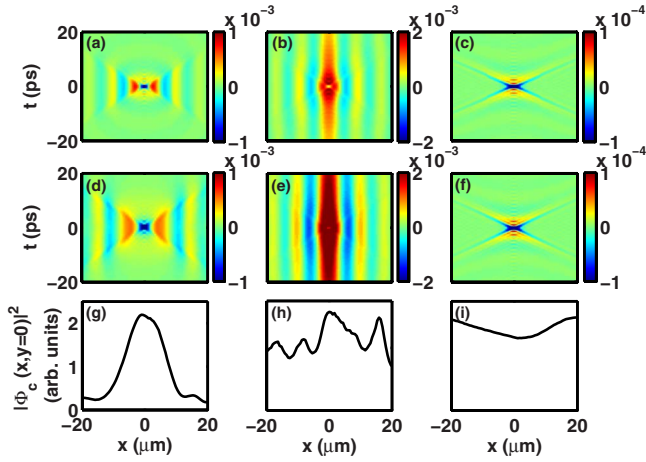 x 10⁻³ x 10⁻³ x 10⁻⁴
20 (a) 1 (b) 2 (c) 1
t (ps) 0 0 0 0
−20 −1 −2 −1
x 10⁻³ x 10⁻³ x 10⁻⁴
20 (d) 1 (e) 2 (f) 1
t (ps) 0 0 0 0
−20 −1 −2 −1
|Φc (x,y=0)|² (arb. units) 2 1 0 (g) (h) (i)
−20 0 20 −20 0 20 −20 0 20
x (μm) x (μm) x (μm)